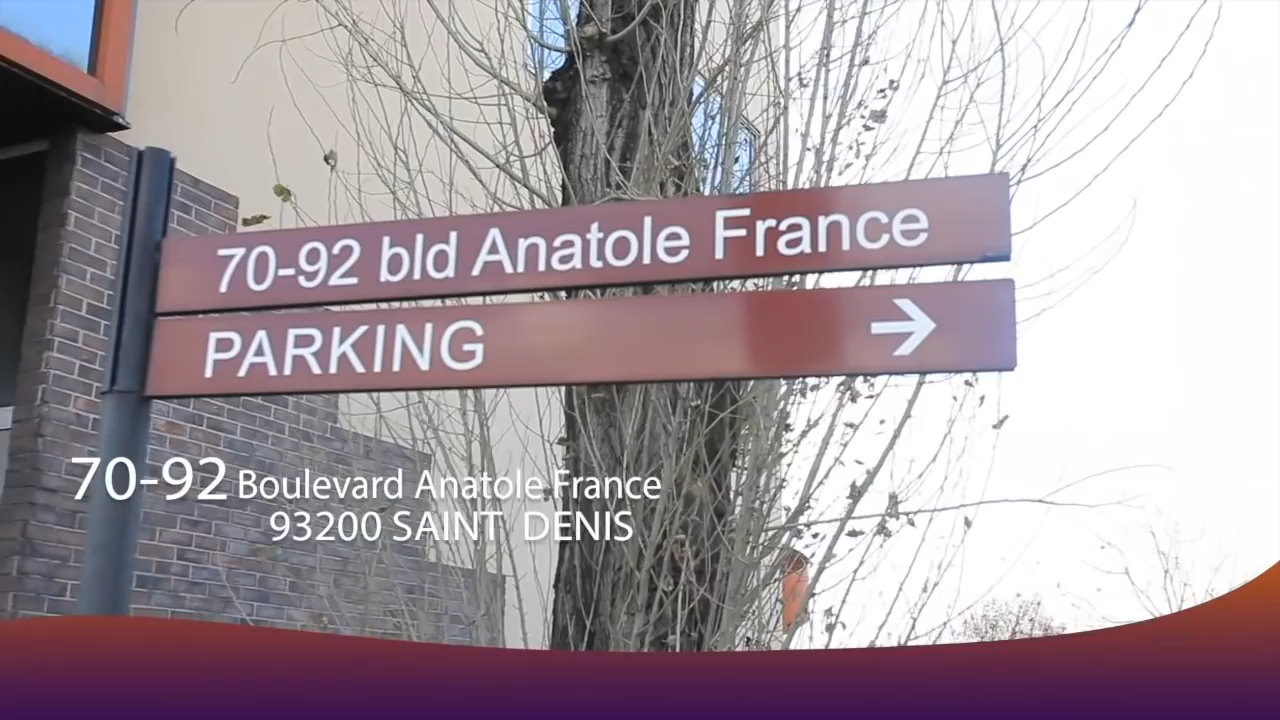 70-92 bld Anatole France
PARKING →
70-92 Boulevard Anatole France
93200 SAINT DENIS